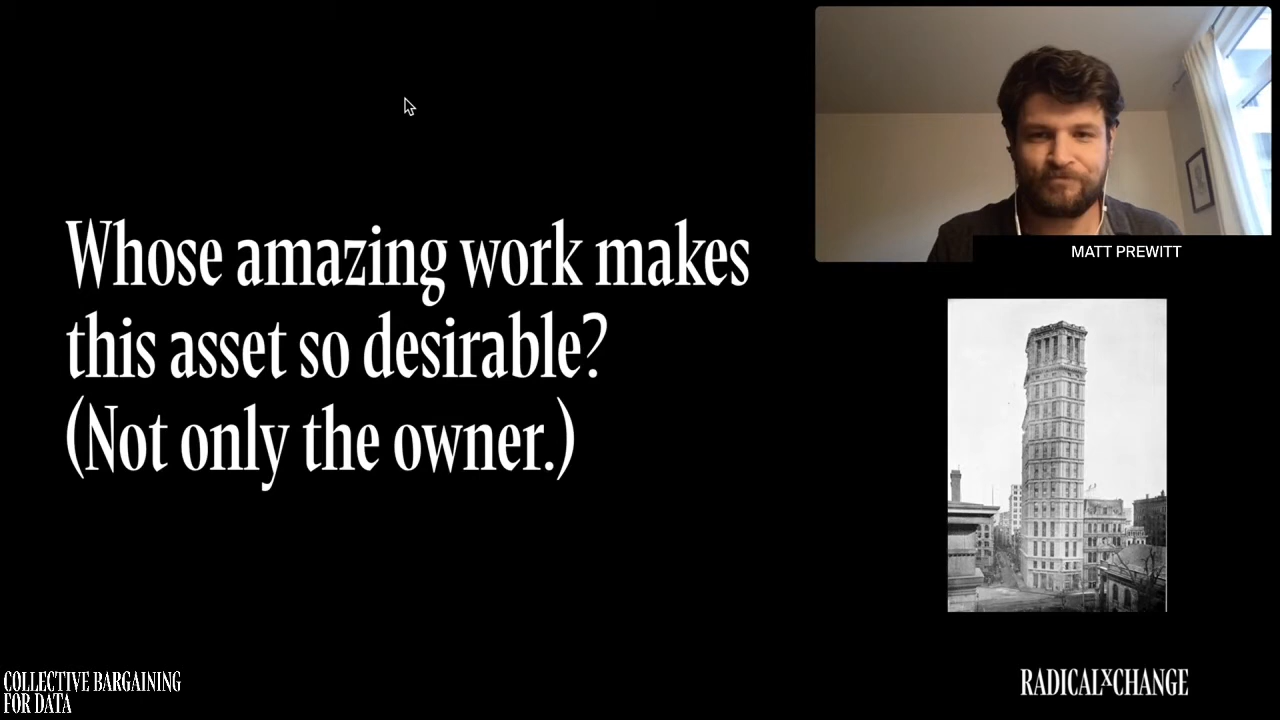 Whose amazing work makes
this asset so desirable?
(Not only the owner.)
MATT PREWITT
COLLECTIVE BARGAINING
FOR DATA
RADICALXCHANGE